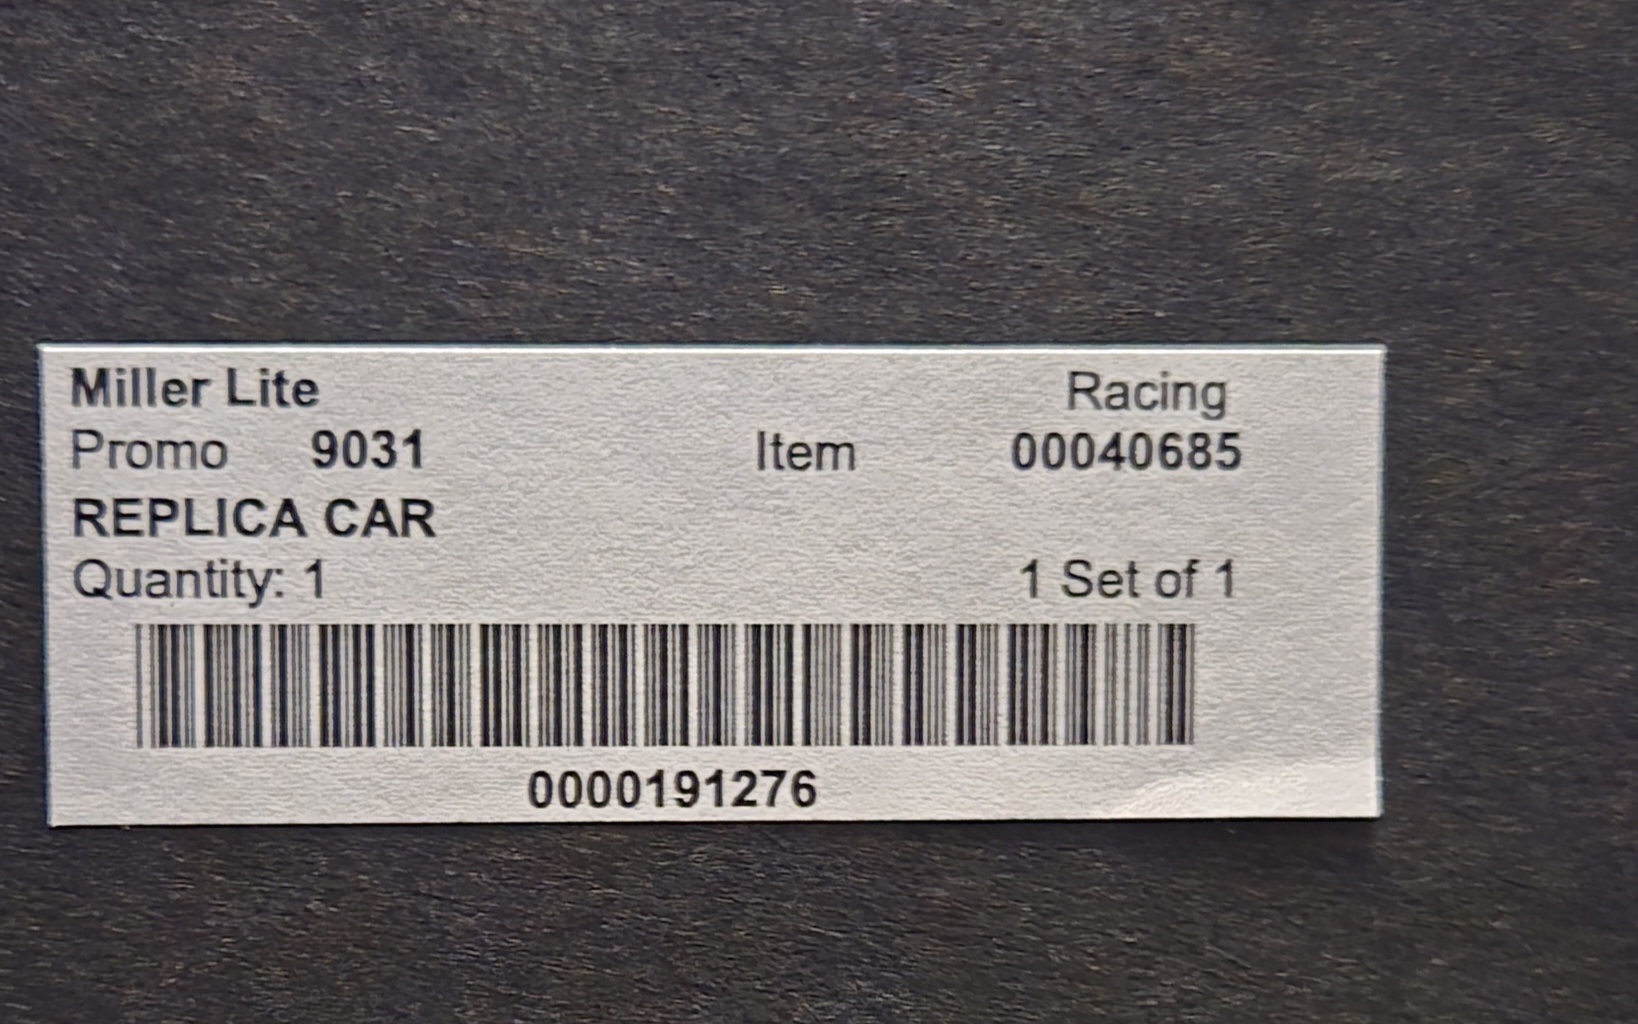 Miller Lite Racing
Promo 9031 Item 00040685
REPLICA CAR
Quantity: 1 1 Set of 1
0000191276